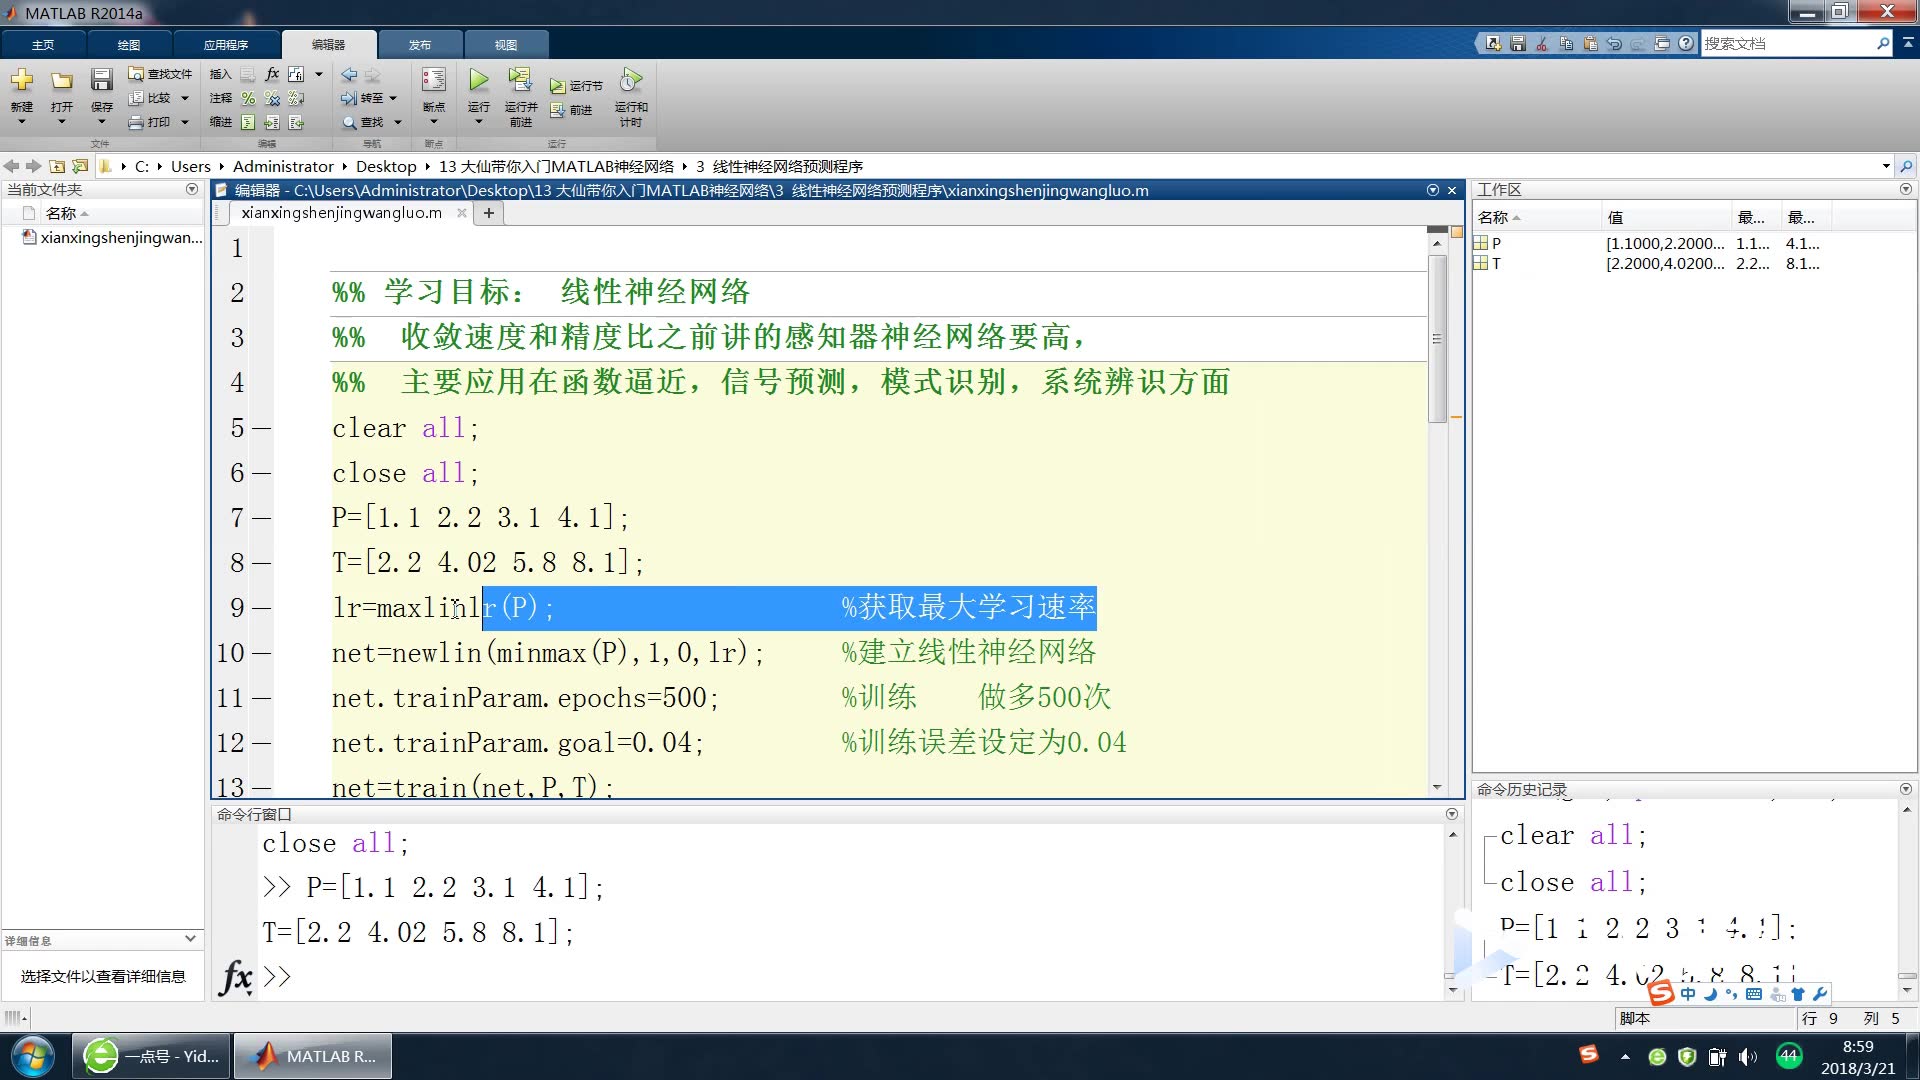 MATLAB R2014a
主页
绘图
应用程序
编辑器
发布
视图
搜索文档
新建
打开
保存
查找文件
比较
打印
文件
插入
fx
注释
缩进
编辑
转至
查找
导航
断点
断点
运行
运行并
前进
运行节
前进
运行和
计时
运行
C: Users Administrator Desktop 13 大仙带你入门MATLAB神经网络 3 线性神经网络预测程序
当前文件夹
名称
xianxingshenjingwan...
详细信息
选择文件以查看详细信息
编辑器 - C:\Users\Administrator\Desktop\13 大仙带你入门MATLAB神经网络\3 线性神经网络预测程序\xianxingshenjingwangluo.m
xianxingshenjingwangluo.m
1
2 %% 学习目标： 线性神经网络
3 %% 收敛速度和精度比之前讲的感知器神经网络要高，
4 %% 主要应用在函数逼近，信号预测，模式识别，系统辨识方面
5 clear all;
6 close all;
7 P=[1.1 2.2 3.1 4.1];
8 T=[2.2 4.02 5.8 8.1];
9 lr=maxlinlr(P); %获取最大学习速率
10 net=newlin(minmax(P),1,0,lr); %建立线性神经网络
11 net.trainParam.epochs=500; %训练 做多500次
12 net.trainParam.goal=0.04; %训练误差设定为0.04
13 net=train(net,P,T);
命令行窗口
close all;
>> P=[1.1 2.2 3.1 4.1];
T=[2.2 4.02 5.8 8.1];
fx >>
工作区
名称 值 最... 最...
P [1.1000,2.2000... 1.1... 4.1...
T [2.2000,4.0200... 2.2... 8.1...
命令历史记录
clear all;
close all;
P=[1 1 2 2 3 1 4.1];
T=[2.2 4.02 5.8 8.1]
中
脚本
行 9 列 5
一点号 - Yid...
MATLAB R...
44
8:59
2018/3/21